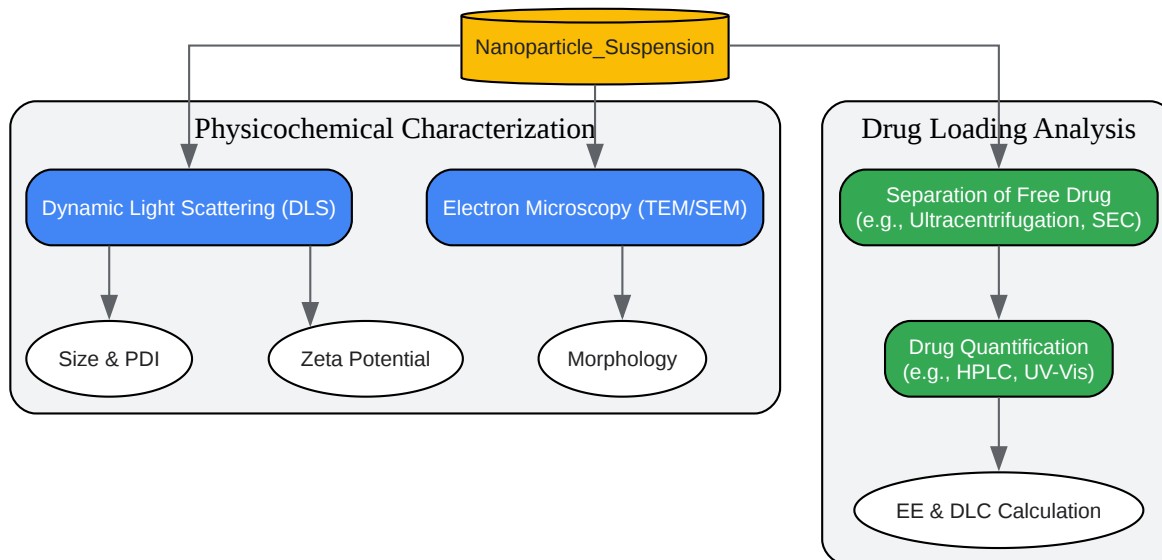 Nanoparticle_Suspension
Physicochemical Characterization
Drug Loading Analysis
Dynamic Light Scattering (DLS)
Electron Microscopy (TEM/SEM)
Separation of Free Drug
(e.g., Ultracentrifugation, SEC)
Size & PDI
Zeta Potential
Morphology
Drug Quantification
(e.g., HPLC, UV-Vis)
EE & DLC Calculation